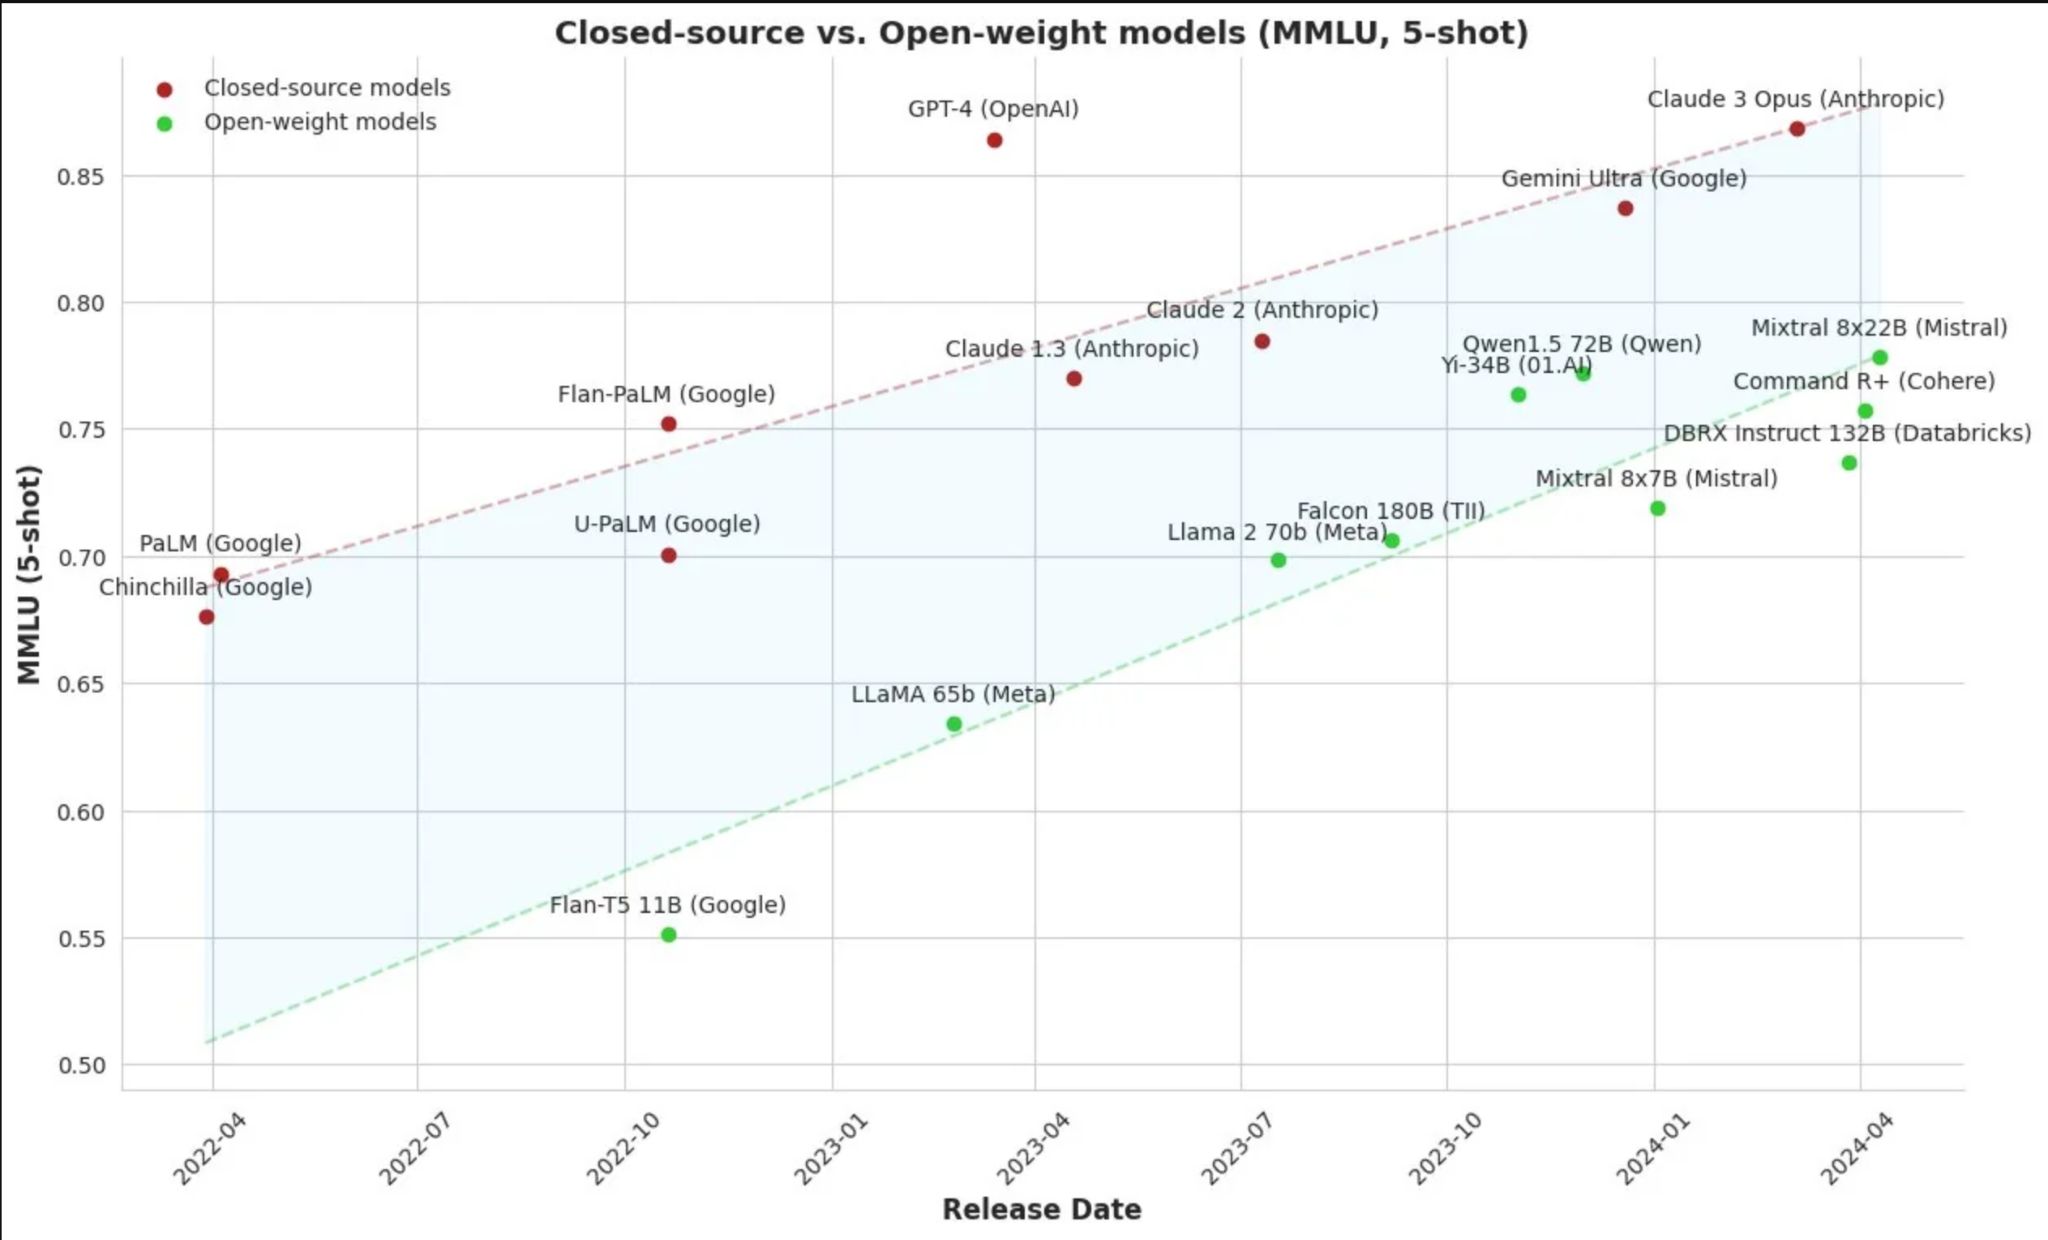 Closed-source vs. Open-weight models (MMLU, 5-shot)
Closed-source models
Open-weight models
GPT-4 (OpenAI)
Claude 3 Opus (Anthropic)
Gemini Ultra (Google)
Claude 2 (Anthropic)
Claude 1.3 (Anthropic)
Qwen1.5 72B (Qwen)
Yi-34B (01.AI)
Mixtral 8x22B (Mistral)
Command R+ (Cohere)
DBRX Instruct 132B (Databricks)
Mixtral 8x7B (Mistral)
Flan-PaLM (Google)
U-PaLM (Google)
Falcon 180B (TII)
Llama 2 70b (Meta)
PaLM (Google)
Chinchilla (Google)
LLaMA 65b (Meta)
Flan-T5 11B (Google)
MMLU (5-shot)
0.85
0.80
0.75
0.70
0.65
0.60
0.55
0.50
2022-04
2022-07
2022-10
2023-01
2023-04
2023-07
2023-10
2024-01
2024-04
Release Date